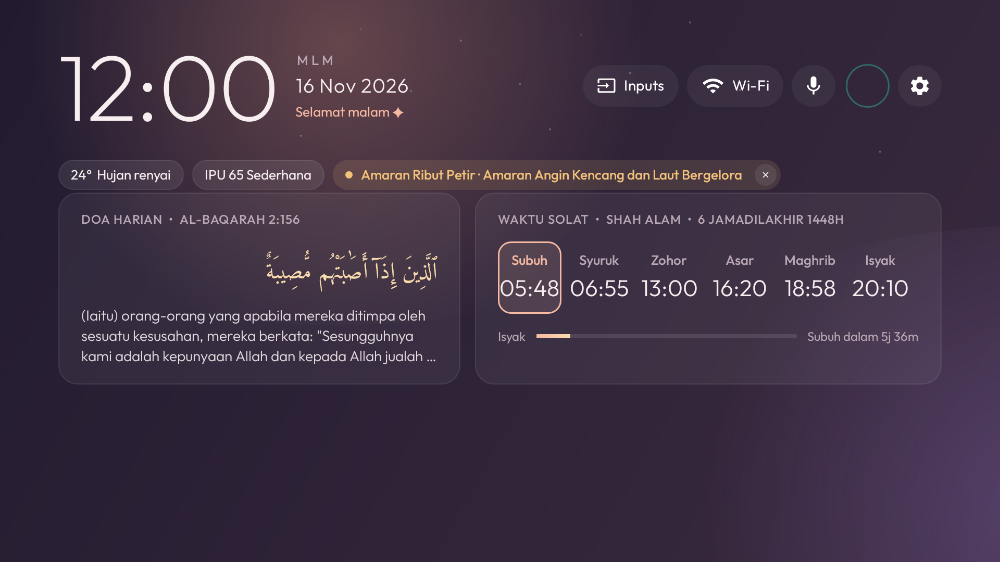 12:00
MLM
16 Nov 2026
Selamat malam
Inputs
Wi-Fi
24° Hujan renyai
IPU 65 Sederhana
Amaran Ribut Petir · Amaran Angin Kencang dan Laut Bergelora
DOA HARIAN • AL-BAQARAH 2:156
ٱلَّذِينَ إِذَآ أَصَٰبَتْهُم مُّصِيبَةٌ
(Iaitu) orang-orang yang apabila mereka ditimpa oleh
sesuatu kesusahan, mereka berkata: "Sesungguhnya
kami adalah kepunyaan Allah dan kepada Allah jualah ...
WAKTU SOLAT • SHAH ALAM • 6 JAMADILAKHIR 1448H
Subuh Syuruk Zohor Asar Maghrib Isyak
05:48 06:55 13:00 16:20 18:58 20:10
Isyak Subuh dalam 5j 36m